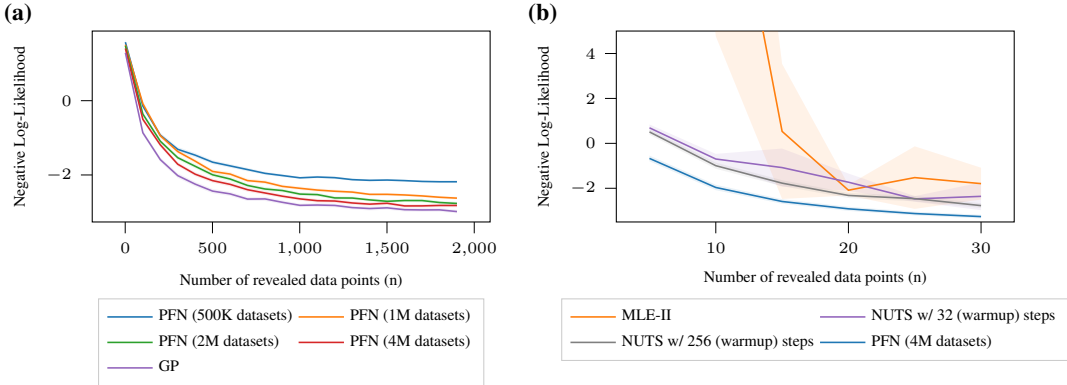 (a)
Negative Log-Likelihood
0
−2
0
500
1,000
1,500
2,000
Number of revealed data points (n)
PFN (500K datasets)
PFN (1M datasets)
PFN (2M datasets)
PFN (4M datasets)
GP
(b)
Negative Log-Likelihood
4
2
0
−2
10
20
30
Number of revealed data points (n)
MLE-II
NUTS w/ 32 (warmup) steps
NUTS w/ 256 (warmup) steps
PFN (4M datasets)